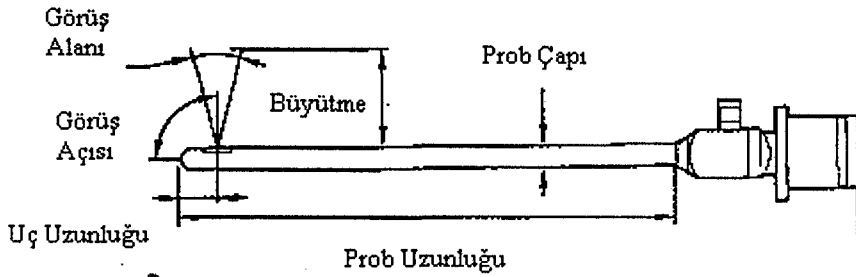 Görüş
Alanı
Prob Çapı
Büyütme
Görüş
Açısı
Uç Uzunluğu
Prob Uzunluğu